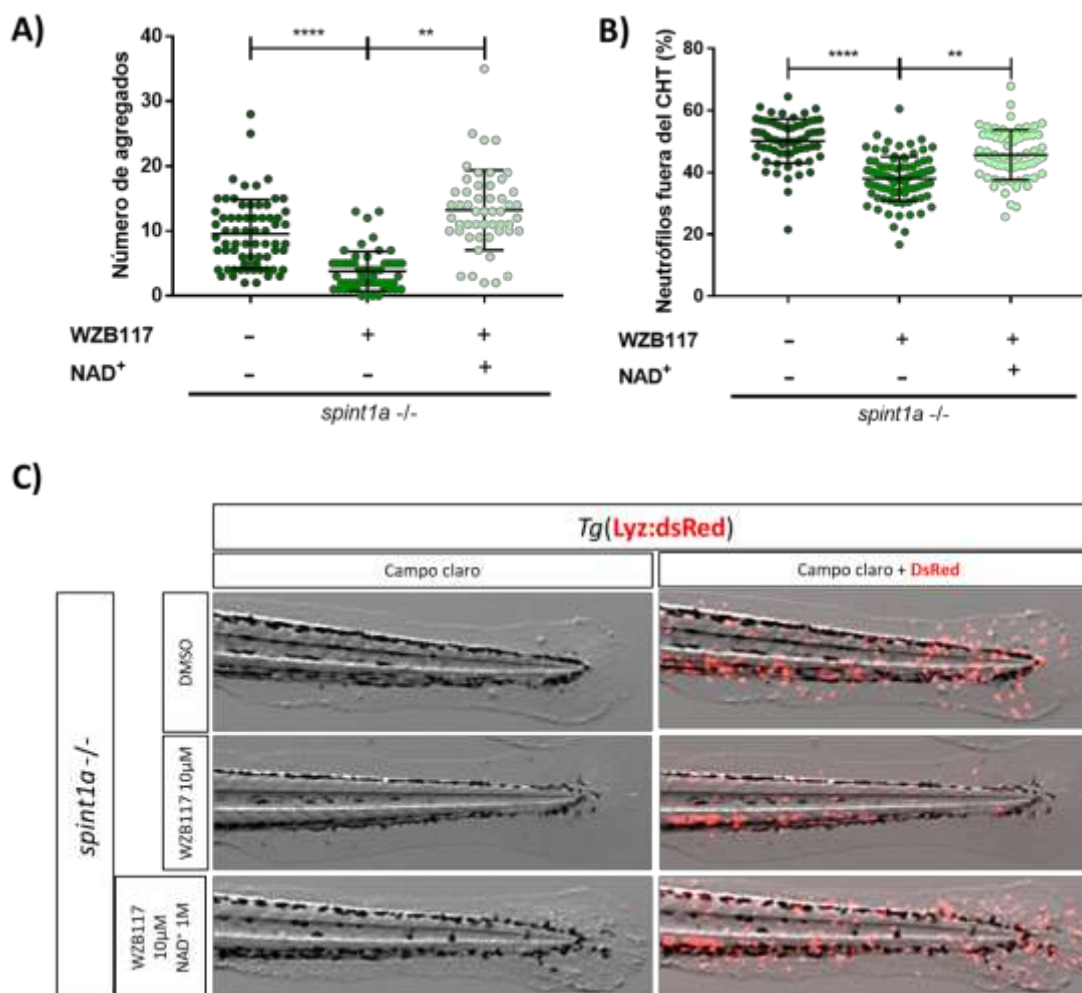 A)
Número de agregados
40
30
20
10
0
**** **
WZB117 - + +
NAD⁺ - - +
spint1a -/-
B)
Neutrófilos fuera del CHT (%)
80
60
40
20
0
**** **
WZB117 - + +
NAD⁺ - - +
spint1a -/-
C)
Tg(Lyz:dsRed)
Campo claro
Campo claro + DsRed
spint1a -/-
DMSO
WZB117 10µM
WZB117
10µM
NAD⁺ 1M